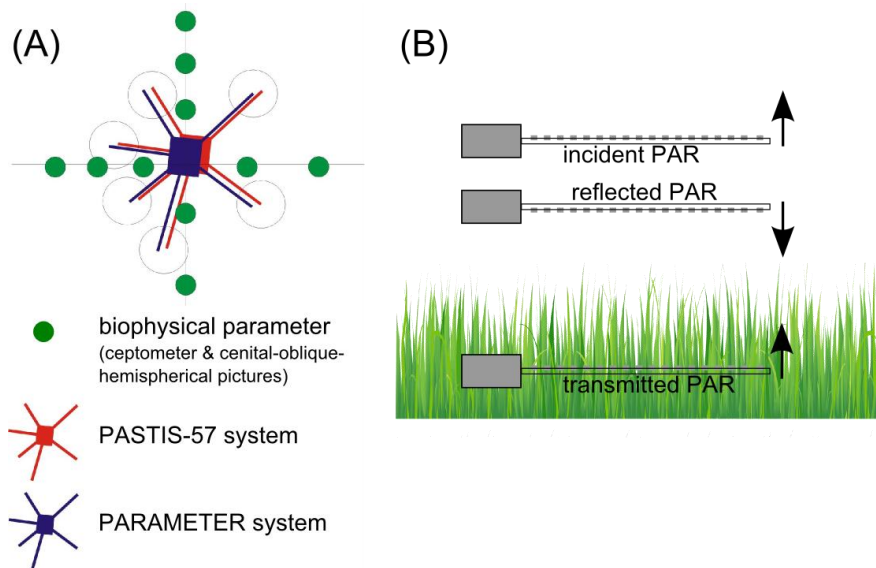 (A)
biophysical parameter
(ceptometer & cenital-oblique-
hemispherical pictures)
PASTIS-57 system
PARAMETER system
(B)
incident PAR
reflected PAR
transmitted PAR